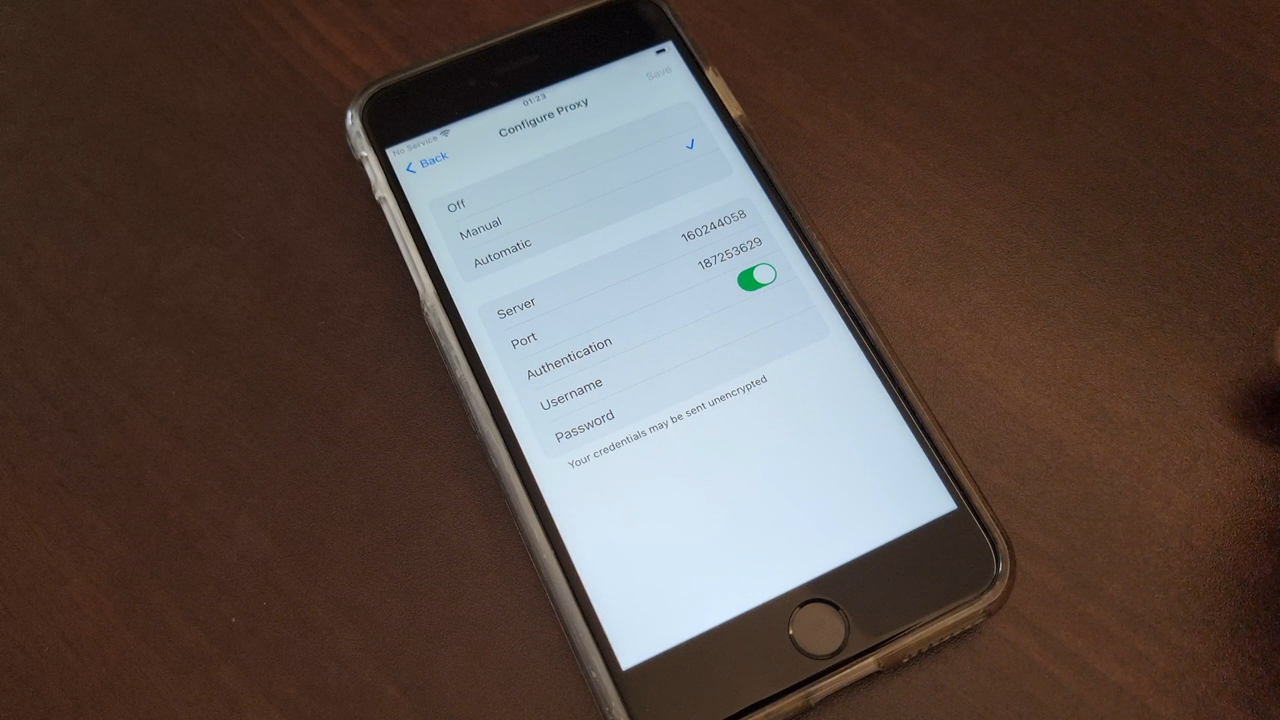 No Service
01:23
Configure Proxy
Save
Back
Off
Manual
Automatic
Server 160244058
Port 187253629
Authentication
Username
Password
Your credentials may be sent unencrypted